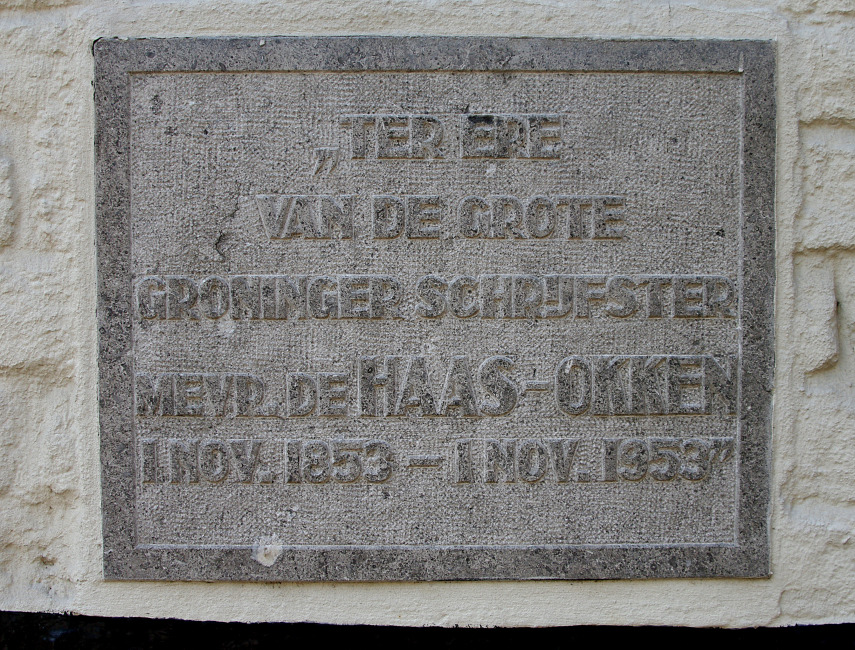 „TER ERE
VAN DE GROTE
GRONINGER SCHRIJFSTER
MEVR. DE HAAS-OKKEN
1 NOV. 1853 – 1 NOV. 1953”